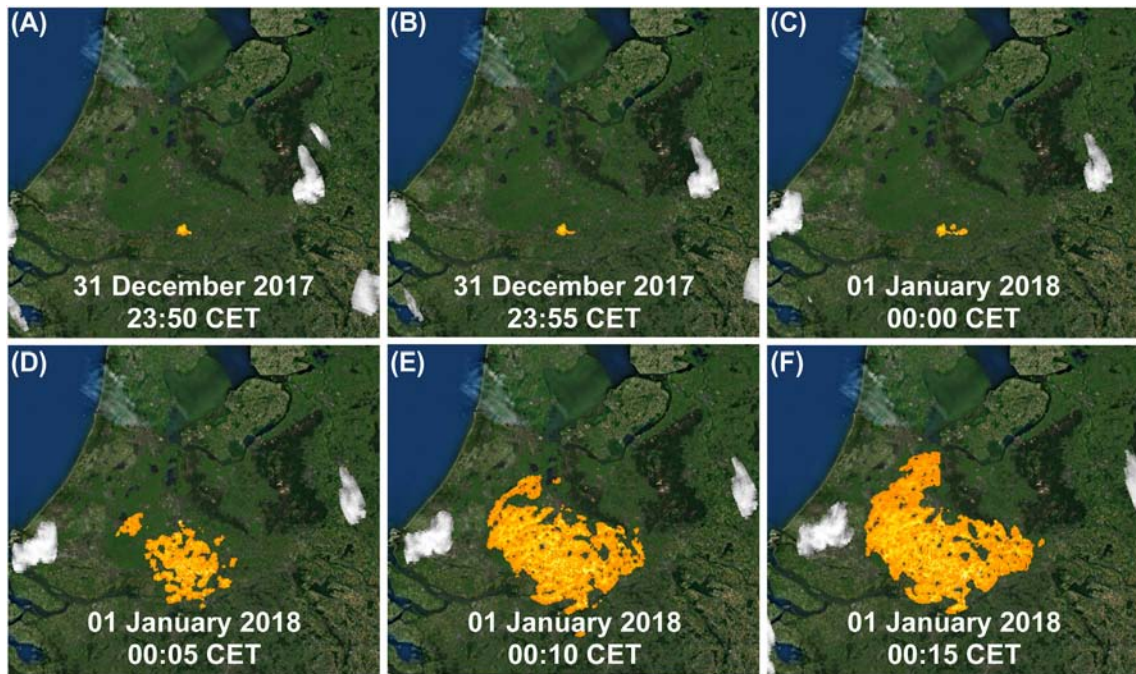 (A)
31 December 2017
23:50 CET
(B)
31 December 2017
23:55 CET
(C)
01 January 2018
00:00 CET
(D)
01 January 2018
00:05 CET
(E)
01 January 2018
00:10 CET
(F)
01 January 2018
00:15 CET